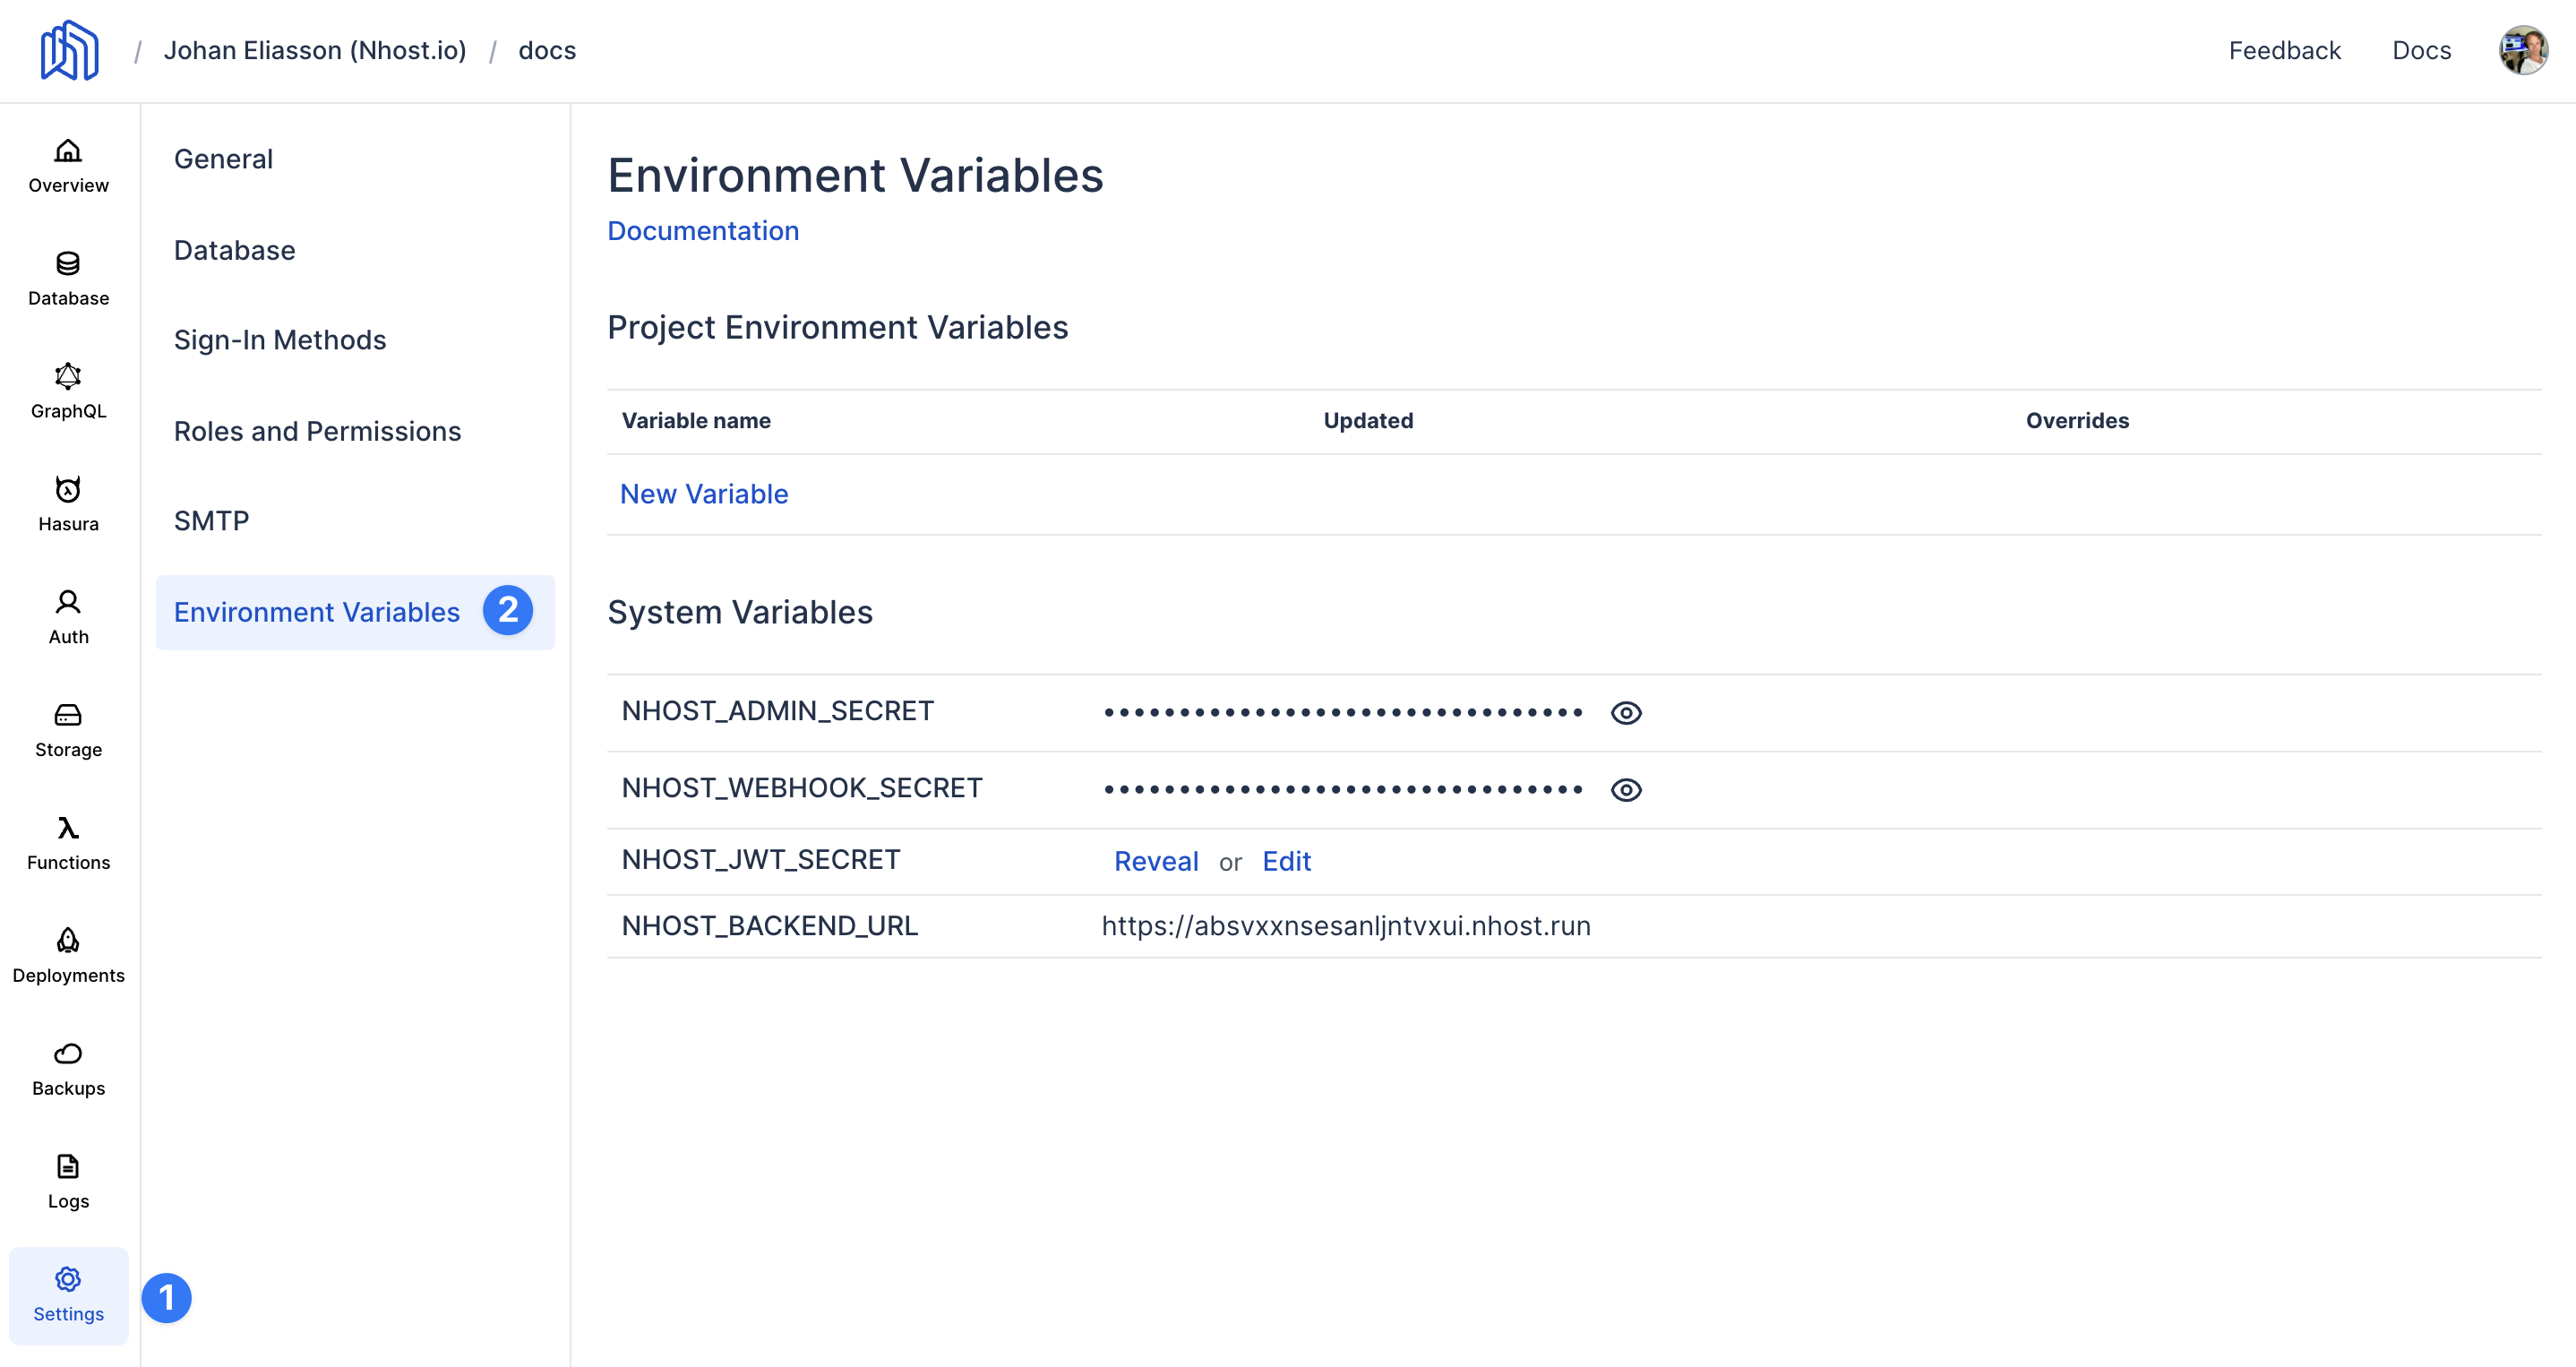 / Johan Eliasson (Nhost.io) / docs
Feedback Docs
Overview
Database
GraphQL
Hasura
Auth
Storage
Functions
Deployments
Backups
Logs
Settings 1
General
Database
Sign-In Methods
Roles and Permissions
SMTP
Environment Variables 2
Environment Variables
Documentation
Project Environment Variables
Variable name Updated Overrides
New Variable
System Variables
NHOST_ADMIN_SECRET ••••••••••••••••••••••••••••••••
NHOST_WEBHOOK_SECRET ••••••••••••••••••••••••••••••••
NHOST_JWT_SECRET Reveal or Edit
NHOST_BACKEND_URL https://absvxxnsesanljntvxui.nhost.run